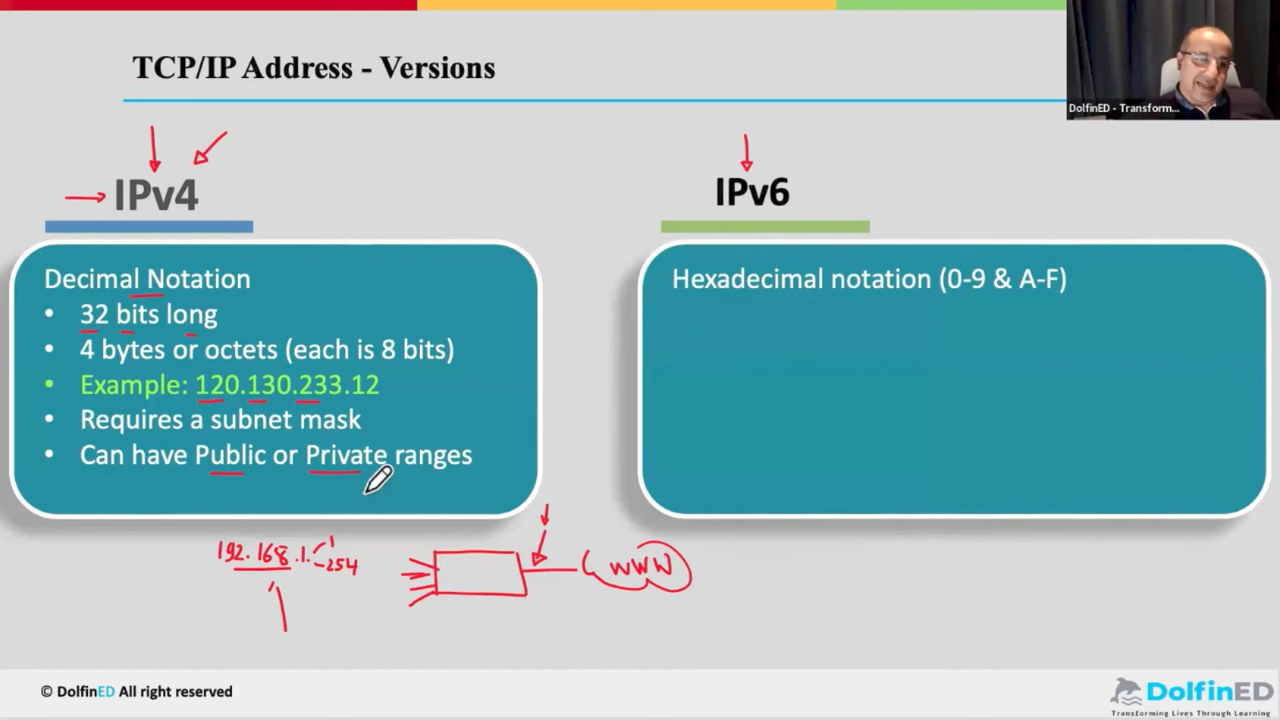 TCP/IP Address - Versions
DolfinED - Transform...
IPv4
Decimal Notation
• 32 bits long
• 4 bytes or octets (each is 8 bits)
• Example: 120.130.233.12
• Requires a subnet mask
• Can have Public or Private ranges
IPv6
Hexadecimal notation (0-9 & A-F)
192.168.1. 1
254
WWW
© DolfinED All right reserved
DolfinED
Transforming Lives Through Learning